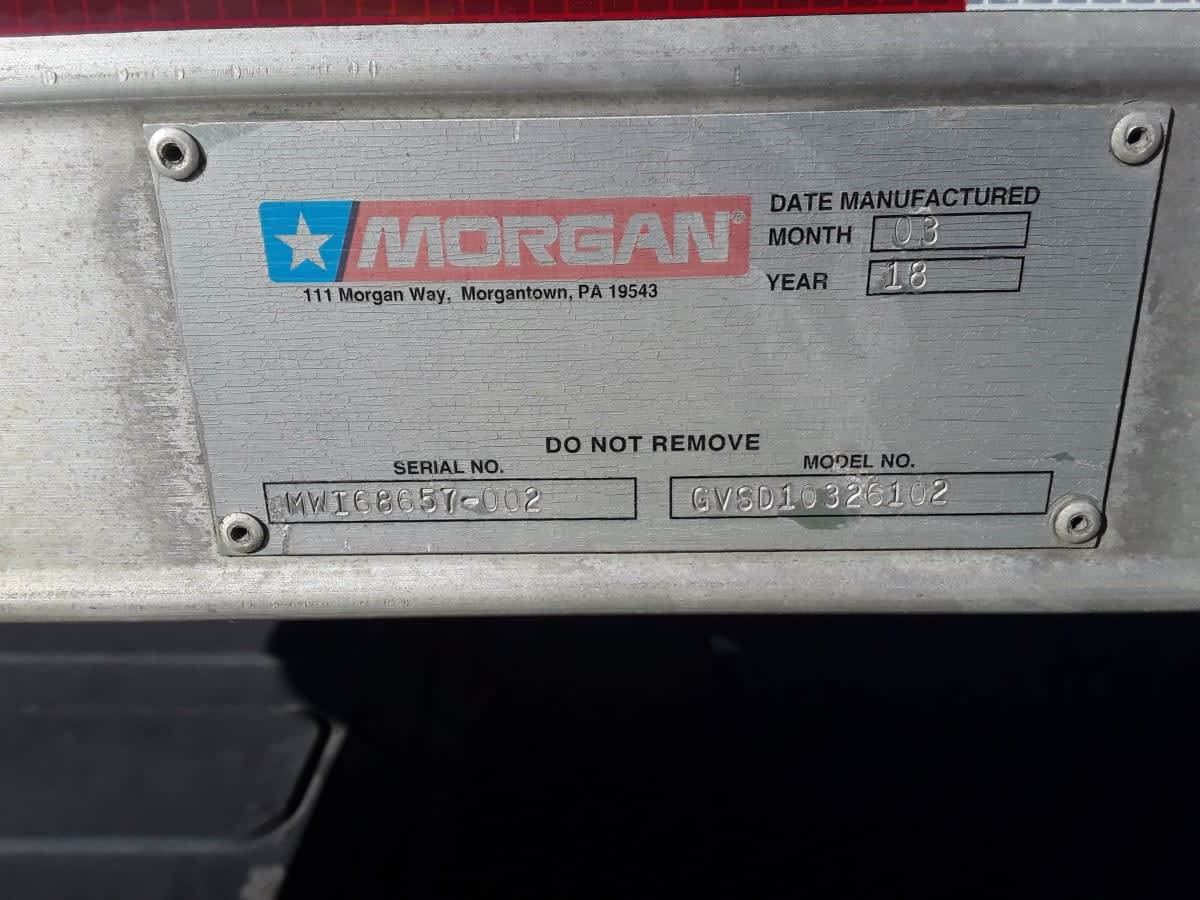 MORGAN®
111 Morgan Way, Morgantown, PA 19543
DATE MANUFACTURED
MONTH 03
YEAR 18
DO NOT REMOVE
SERIAL NO.
MWI68657-002
MODEL NO.
GVSD10326102